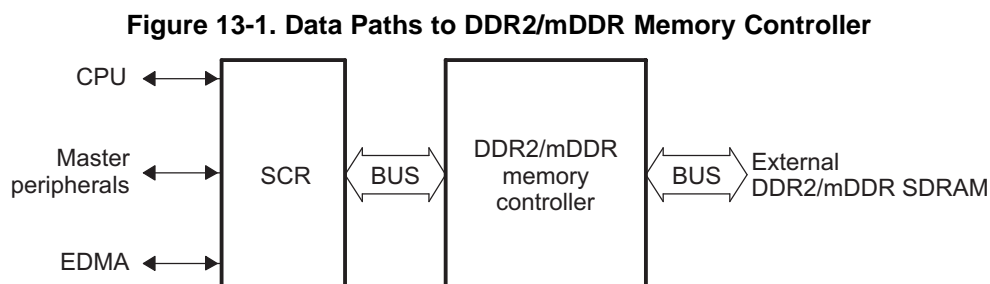 Figure 13-1. Data Paths to DDR2/mDDR Memory Controller
CPU
Master
peripherals
EDMA
SCR
BUS
DDR2/mDDR
memory
controller
BUS
External
DDR2/mDDR SDRAM